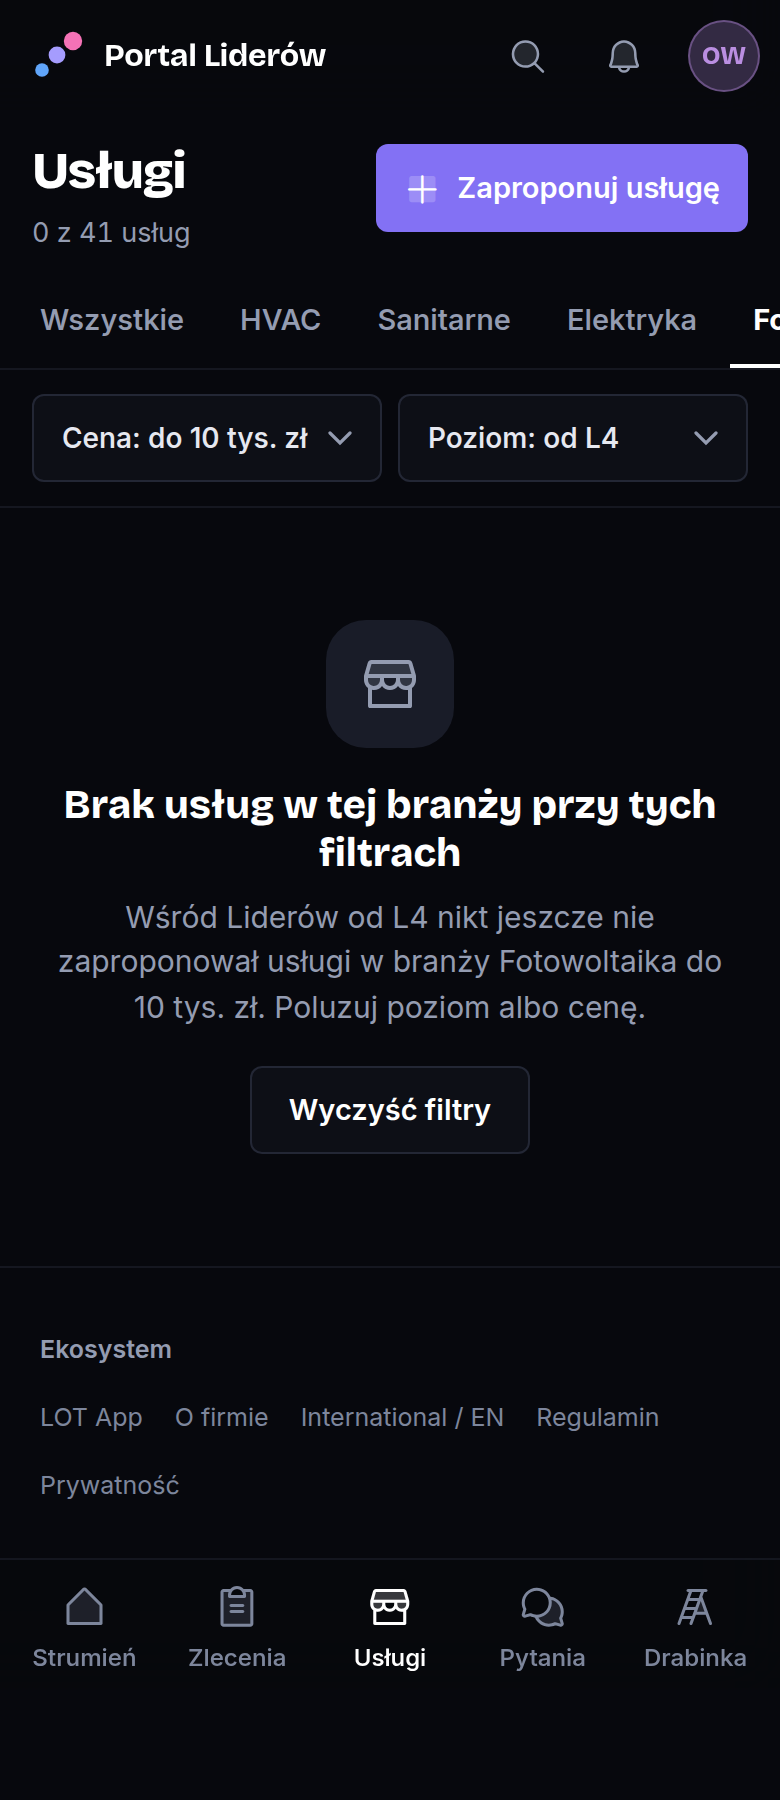 Portal Liderów
OW
Usługi
Zaproponuj usługę
0 z 41 usług
Wszystkie HVAC Sanitarne Elektryka Fo
Cena: do 10 tys. zł
Poziom: od L4
Brak usług w tej branży przy tych
filtrach
Wśród Liderów od L4 nikt jeszcze nie
zaproponował usługi w branży Fotowoltaika do
10 tys. zł. Poluzuj poziom albo cenę.
Wyczyść filtry
Ekosystem
LOT App O firmie International / EN Regulamin
Prywatność
Strumień Zlecenia Usługi Pytania Drabinka